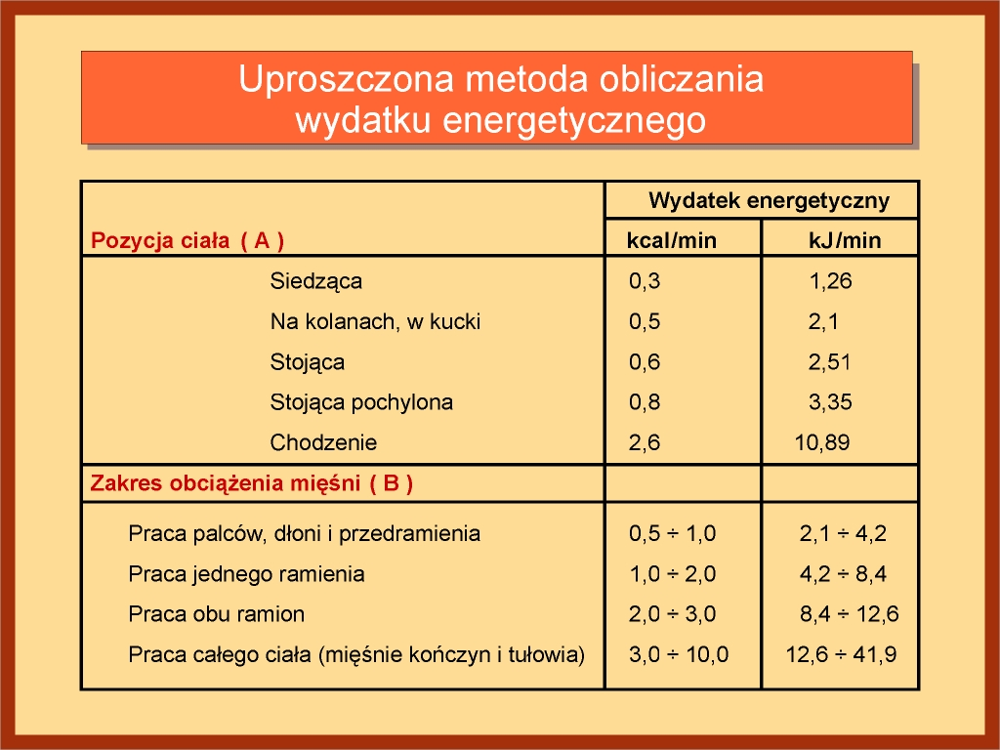 Uproszczona metoda obliczania
wydatku energetycznego
Wydatek energetyczny
Pozycja ciała ( A ) kcal/min kJ/min
Siedząca 0,3 1,26
Na kolanach, w kucki 0,5 2,1
Stojąca 0,6 2,51
Stojąca pochylona 0,8 3,35
Chodzenie 2,6 10,89
Zakres obciążenia mięśni ( B )
Praca palców, dłoni i przedramienia 0,5 ÷ 1,0 2,1 ÷ 4,2
Praca jednego ramienia 1,0 ÷ 2,0 4,2 ÷ 8,4
Praca obu ramion 2,0 ÷ 3,0 8,4 ÷ 12,6
Praca całego ciała (mięśnie kończyn i tułowia) 3,0 ÷ 10,0 12,6 ÷ 41,9